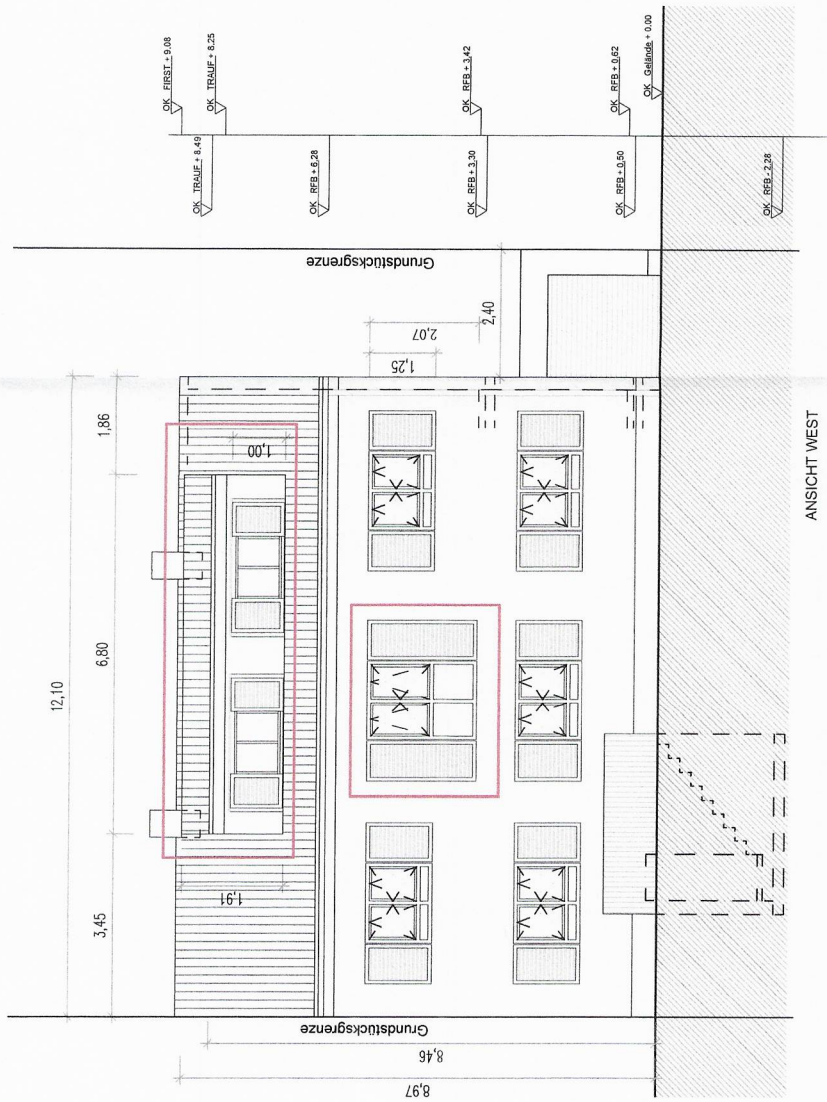 OK FIRST + 9.08
OK TRAUF + 8.25
OK RFB + 3.42
OK RFB + 0.62
OK Gelände + 0.00
OK TRAUF + 8.49
OK RFB + 6,28
OK RFB + 3.30
OK RFB + 0.50
OK RFB - 2,28
Grundstücksgrenze
2,40
2,07
1,25
1,86
1,00
6,80
12,10
1,91
3,45
Grundstücksgrenze
8,46
8,97
ANSICHT WEST